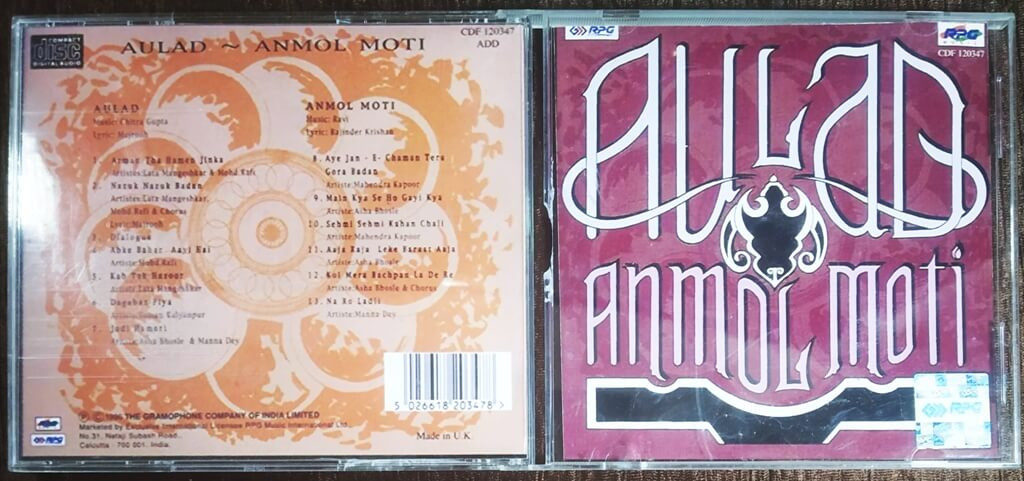 COMPACT
disc
DIGITAL AUDIO
AULAD ~ ANMOL MOTI
CDF 120347
ADD
AULAD
Music: Chitra Gupta
Lyric: Majrooh
1. Arman Tha Hamen Jinka
Artistes: Lata Mangeshkar & Mohd. Rafi
2. Nazuk Nazuk Badan
Artistes: Lata Mangeshkar,
Mohd Rafi & Chorus
Lyric: Majrooh
3. Dialogue
4. Abke Bahar Aayi Hai
Artiste: Mohd. Rafi
5. Kab Tak Huzoor
Artiste: Lata Mangeshkar
6. Dagabaz Piya
Artiste: Suman Kalyanpur
7. Jodi Hamari
Artiste: Asha Bhosle & Manna Dey
ANMOL MOTI
Music: Ravi
Lyric: Rajinder Krishan
8. Aye Jan - E- Chaman Tera
Gora Badan
Artiste: Mahendra Kapoor
9. Main Kya Se Ho Gayi Kya
Artiste: Asha Bhosle
10. Sehmi Sehmi Kahan Chali
Artiste: Mahendra Kapoor
11. Aaja Raja Leke Baraat Aaja
Artiste: Asha Bhosle
12. Koi Mera Bachpan La De Re
Artiste: Asha Bhosle & Chorus
13. Na Ro Ladli
Artiste: Manna Dey
5 026618 203478 >
Ⓟ © 1996 THE GRAMOPHONE COMPANY OF INDIA LIMITED
Marketed by Exclusive International Licensee RPG Music International Ltd.
No.31, Netaji Subash Road,
Calcutta - 700 001. India.
Made in U.K.
RPG
RPG
RPG
CDF 120347
AULAD
ANMOL MOTI
RPG